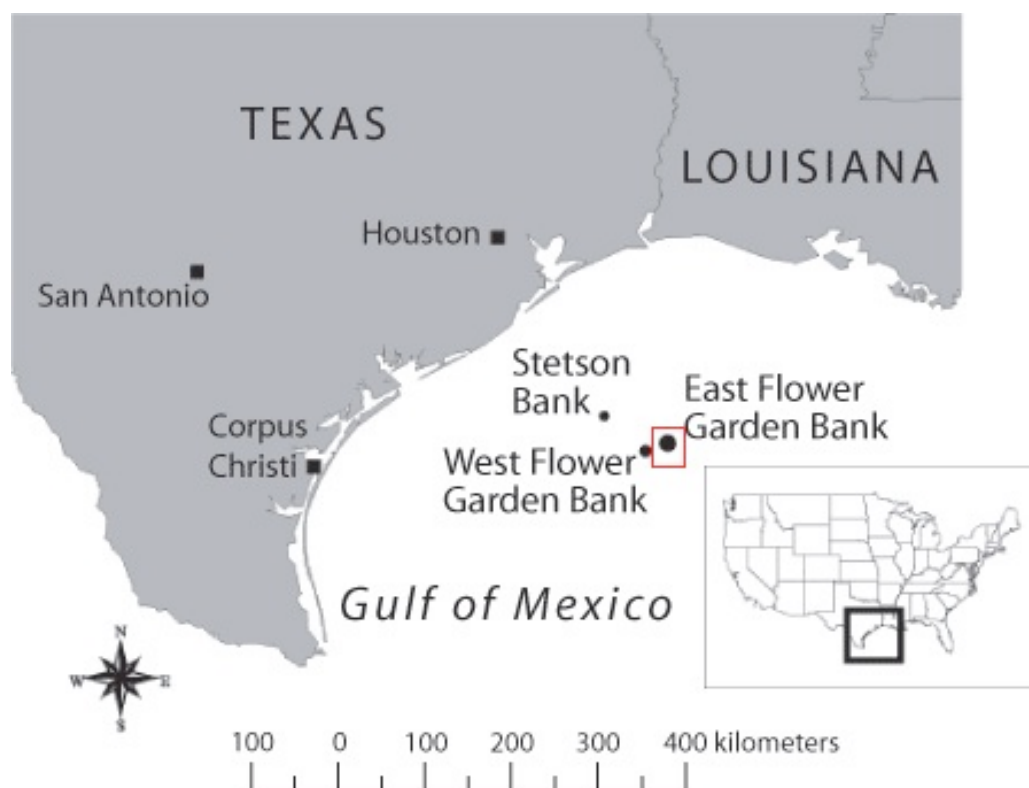 TEXAS
LOUISIANA
Houston
San Antonio
Stetson
Bank
East Flower
Garden Bank
Corpus
Christi
West Flower
Garden Bank
Gulf of Mexico
N
W E
S
100 0 100 200 300 400 kilometers